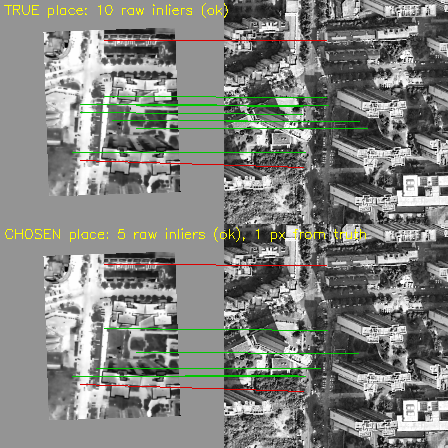 TRUE place: 10 raw inliers (ok)
CHOSEN place: 5 raw inliers (ok), 1 px from truth